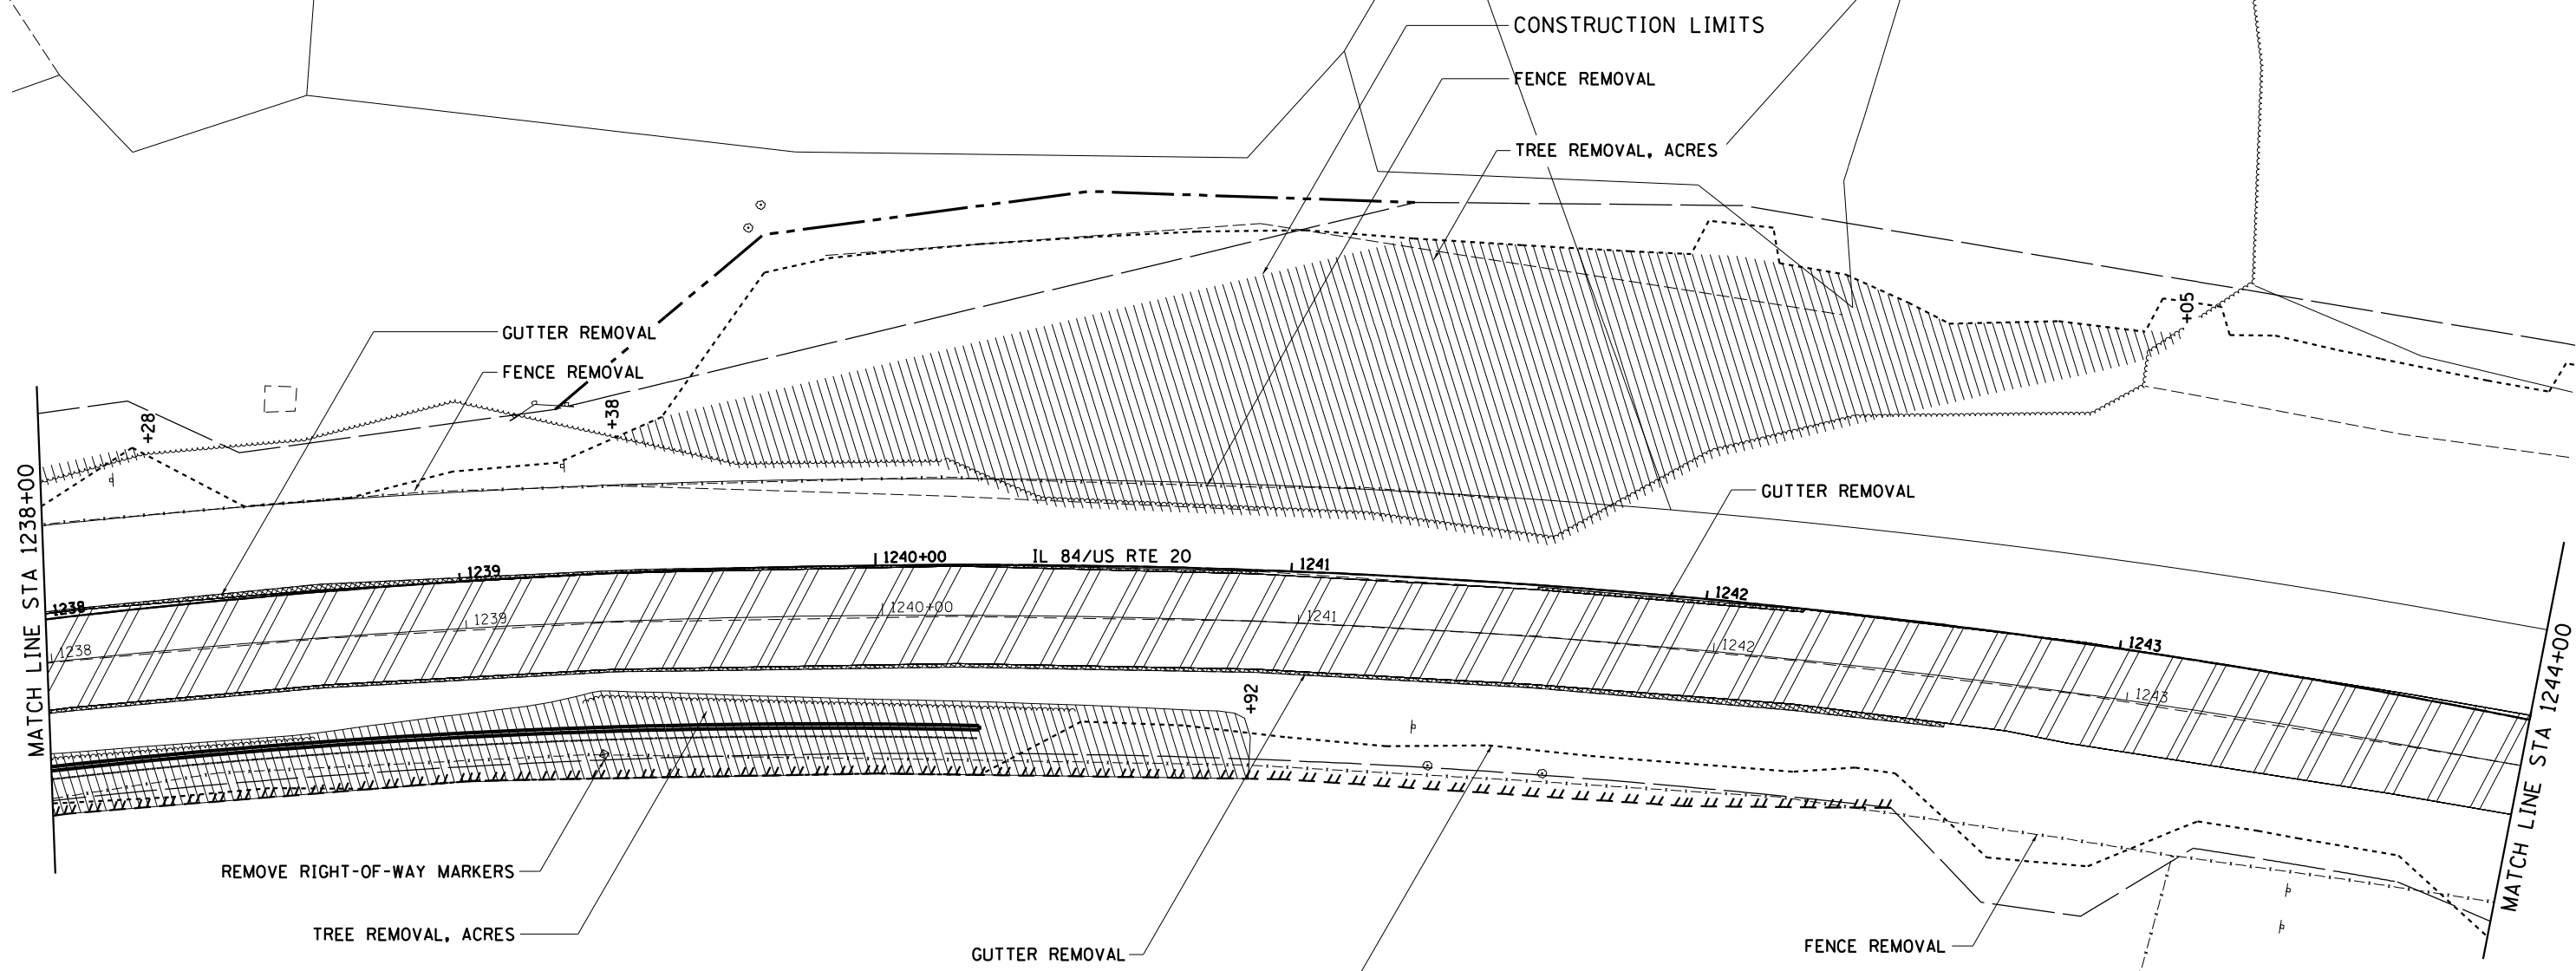 CONSTRUCTION LIMITS
FENCE REMOVAL
TREE REMOVAL, ACRES
+05
GUTTER REMOVAL
FENCE REMOVAL
+28
+38
GUTTER REMOVAL
MATCH LINE STA 1238+00
1238
1239
1240+00
IL 84/US RTE 20
1241
1242
1243
1238
1239
1240+00
1241
1242
1243
MATCH LINE STA 1244+00
+92
REMOVE RIGHT-OF-WAY MARKERS
TREE REMOVAL, ACRES
GUTTER REMOVAL
FENCE REMOVAL